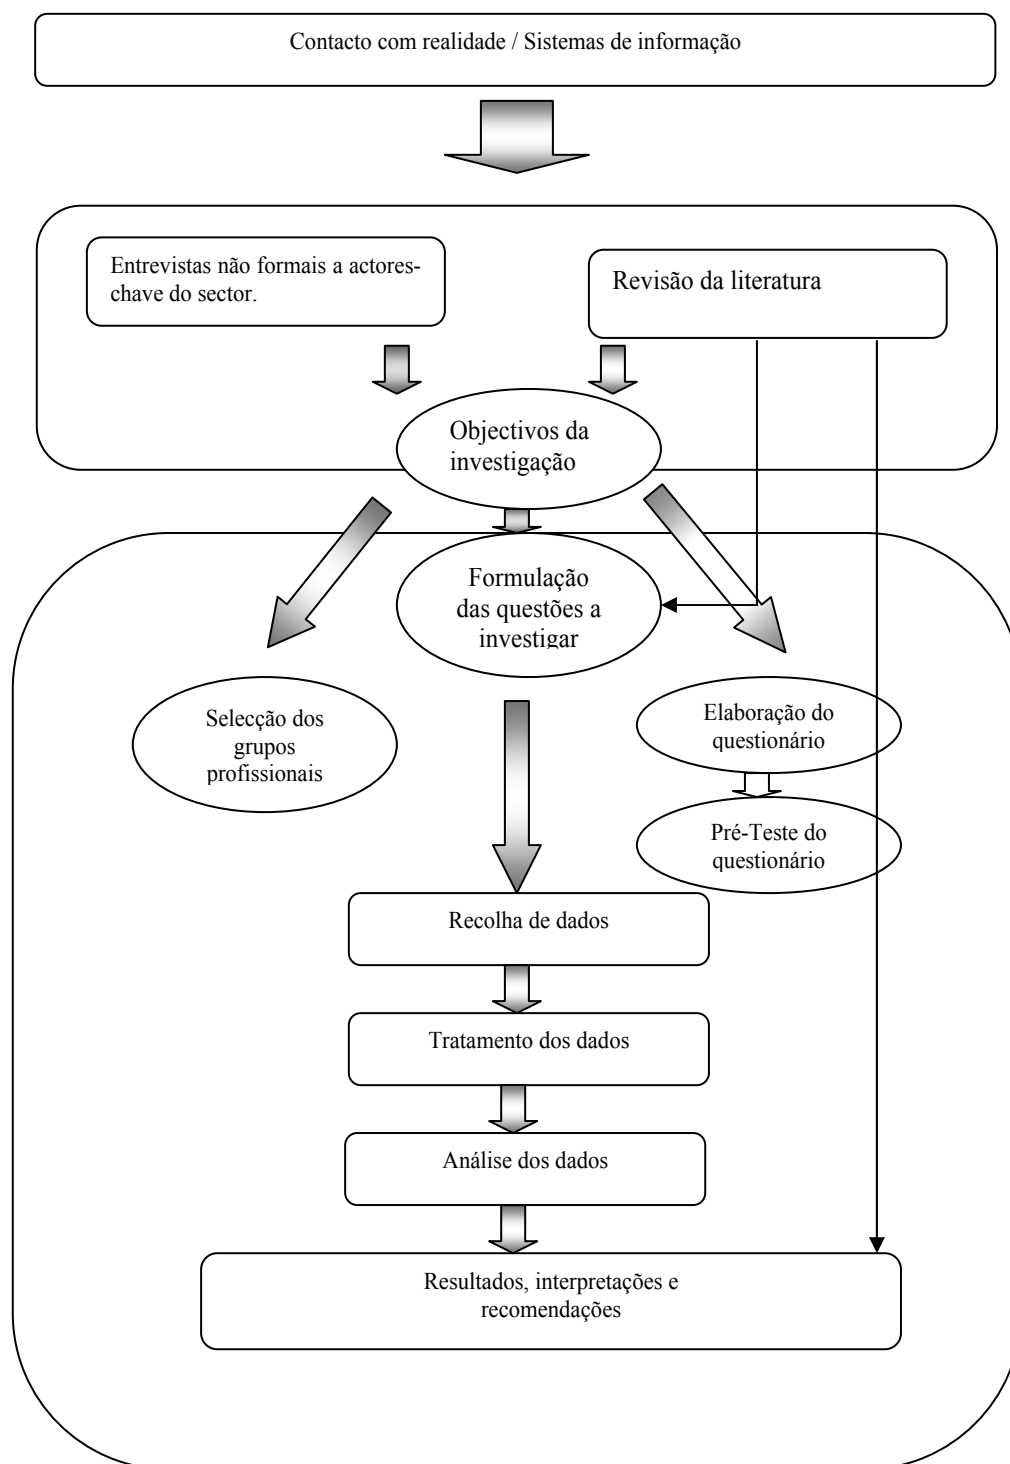 Contacto com realidade / Sistemas de informação
Entrevistas não formais a actores-
chave do sector.
Revisão da literatura
Objectivos da
investigação
Formulação
das questões a
investigar
Selecção dos
grupos
profissionais
Elaboração do
questionário
Pré-Teste do
questionário
Recolha de dados
Tratamento dos dados
Análise dos dados
Resultados, interpretações e
recomendações